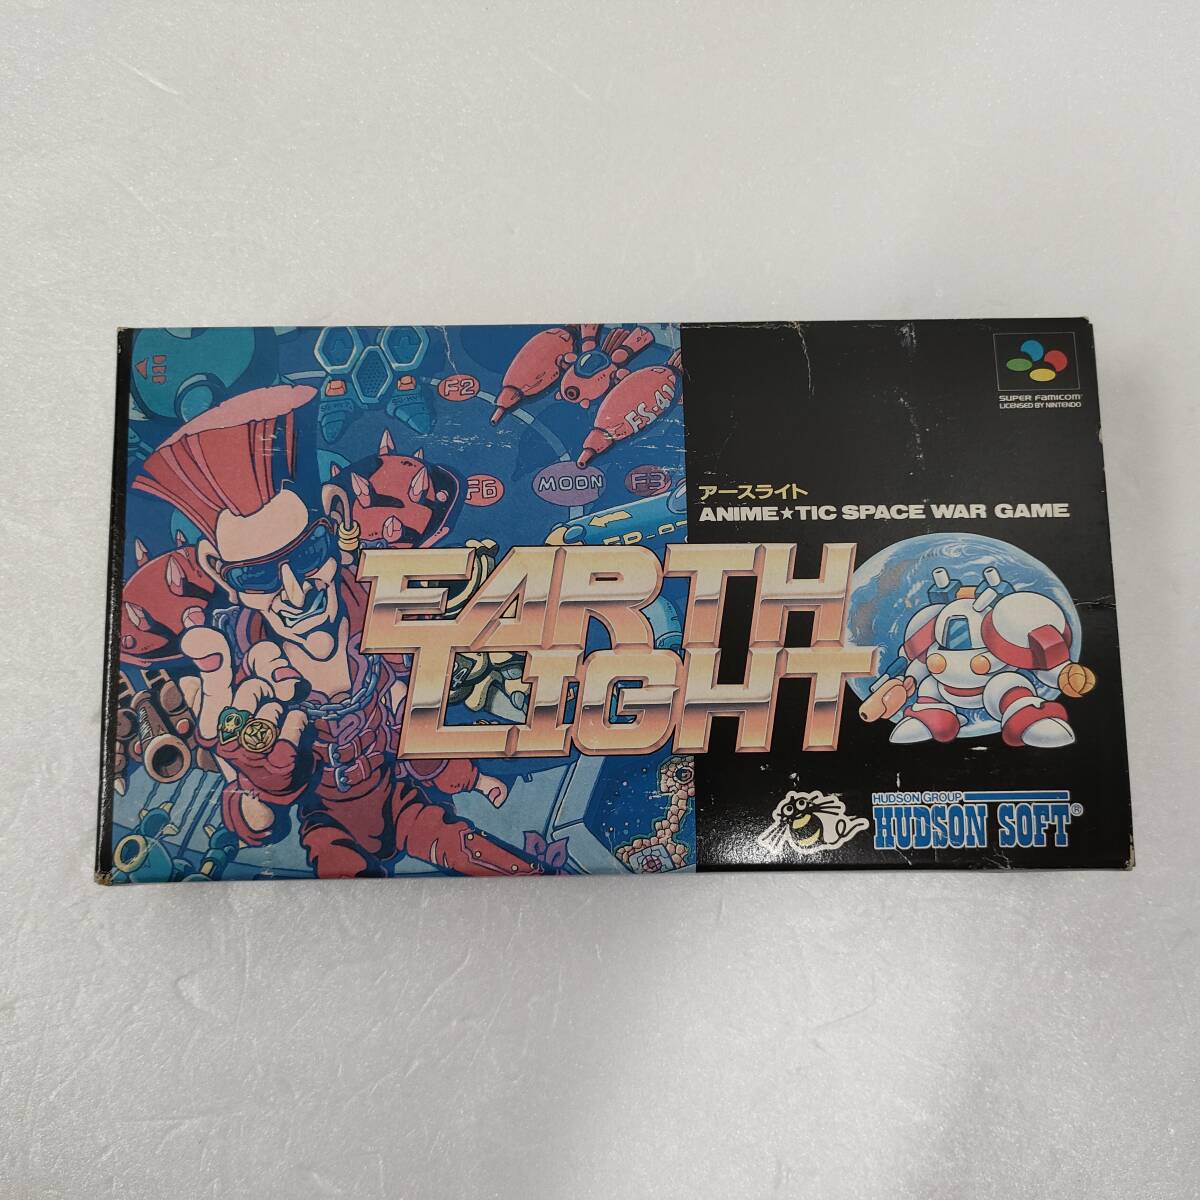 F2
FS-41
F6
MOON
F3
SUPER FAMICOM
LICENSED BY NINTENDO
アースライト
ANIME★TIC SPACE WAR GAME
EARTH
LIGHT
HUDSON GROUP
HUDSON SOFT®